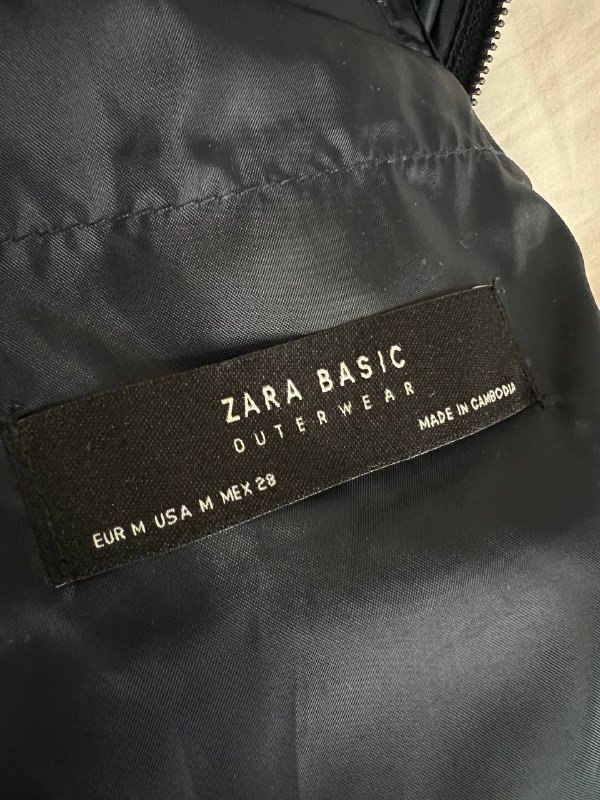 ZARA BASIC
OUTERWEAR
MADE IN CAMBODIA
EUR M USA M MEX 28